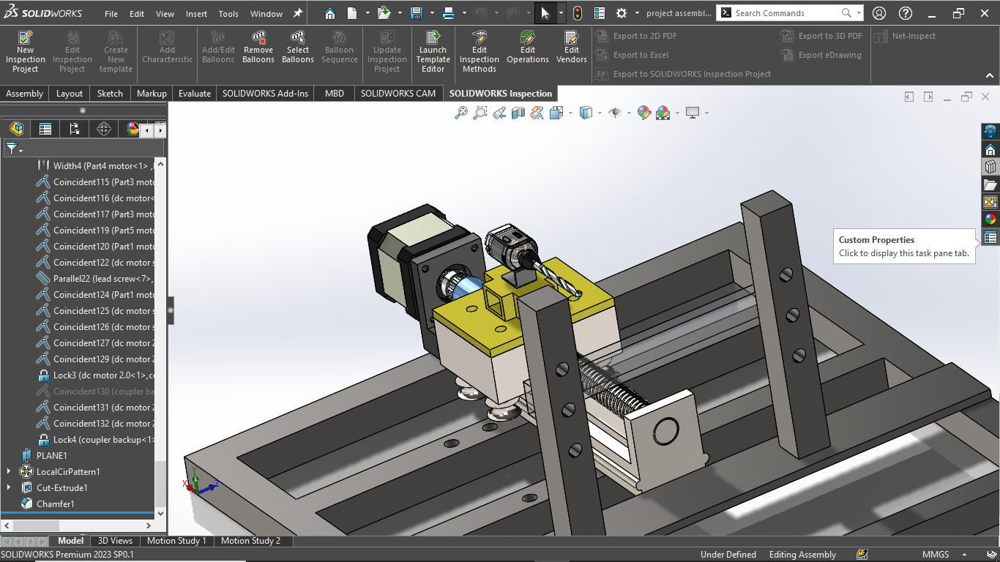 SOLIDWORKS File Edit View Insert Tools Window project assembl... Search Commands
New Inspection Project
Edit Inspection Project
Create New template
Add Characteristic
Add/Edit Balloons
Remove Balloons
Select Balloons
Balloon Sequence
Update Inspection Project
Launch Template Editor
Edit Inspection Methods
Edit Operations
Edit Vendors
Export to 2D PDF
Export to Excel
Export to SOLIDWORKS Inspection Project
Export to 3D PDF
Export eDrawing
Net-Inspect
Assembly Layout Sketch Markup Evaluate SOLIDWORKS Add-Ins MBD SOLIDWORKS CAM SOLIDWORKS Inspection
Width4 (Part4 motor<1> ,
Coincident115 (Part3 moto
Coincident116 (dc motor<
Coincident117 (Part3 moto
Coincident119 (Part5 moto
Coincident120 (Part1 moto
Coincident122 (dc motor s
Parallel22 (lead screw<7>,
Coincident124 (Part1 moto
Coincident125 (dc motor s
Coincident126 (dc motor s
Coincident127 (dc motor 2
Coincident129 (dc motor 2
Lock3 (dc motor 2.0<1>,co
Coincident130 (coupler ba
Coincident131 (dc motor 2
Coincident132 (dc motor 2
Lock4 (coupler backup<1>
PLANE1
LocalCirPattern1
Cut-Extrude1
Chamfer1
Custom Properties
Click to display this task pane tab.
Y
X
Z
Model 3D Views Motion Study 1 Motion Study 2
SOLIDWORKS Premium 2023 SP0.1 Under Defined Editing Assembly MMGS